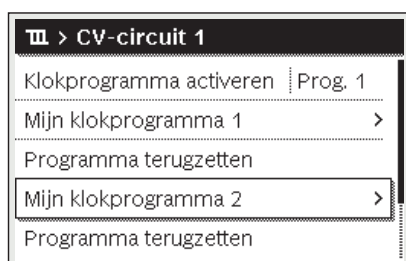 > CV-circuit 1
Klokprogramma activeren Prog. 1
Mijn klokprogramma 1 >
Programma terugzetten
Mijn klokprogramma 2 >
Programma terugzetten